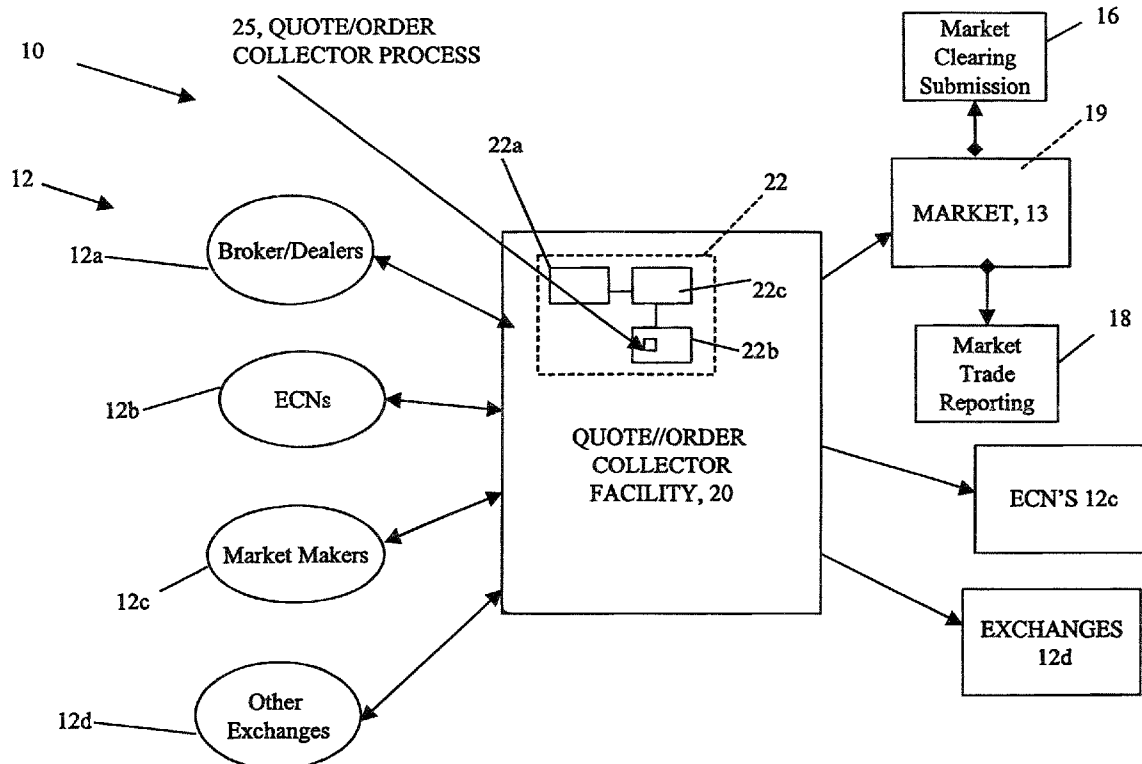 10
25, QUOTE/ORDER
COLLECTOR PROCESS
Market
Clearing
Submission
16
19
12
22a
22
MARKET, 13
12a
Broker/Dealers
22c
22b
18
Market
Trade
Reporting
12b
ECNs
QUOTE//ORDER
COLLECTOR
FACILITY, 20
ECN'S 12c
Market Makers
12c
EXCHANGES
12d
Other
Exchanges
12d